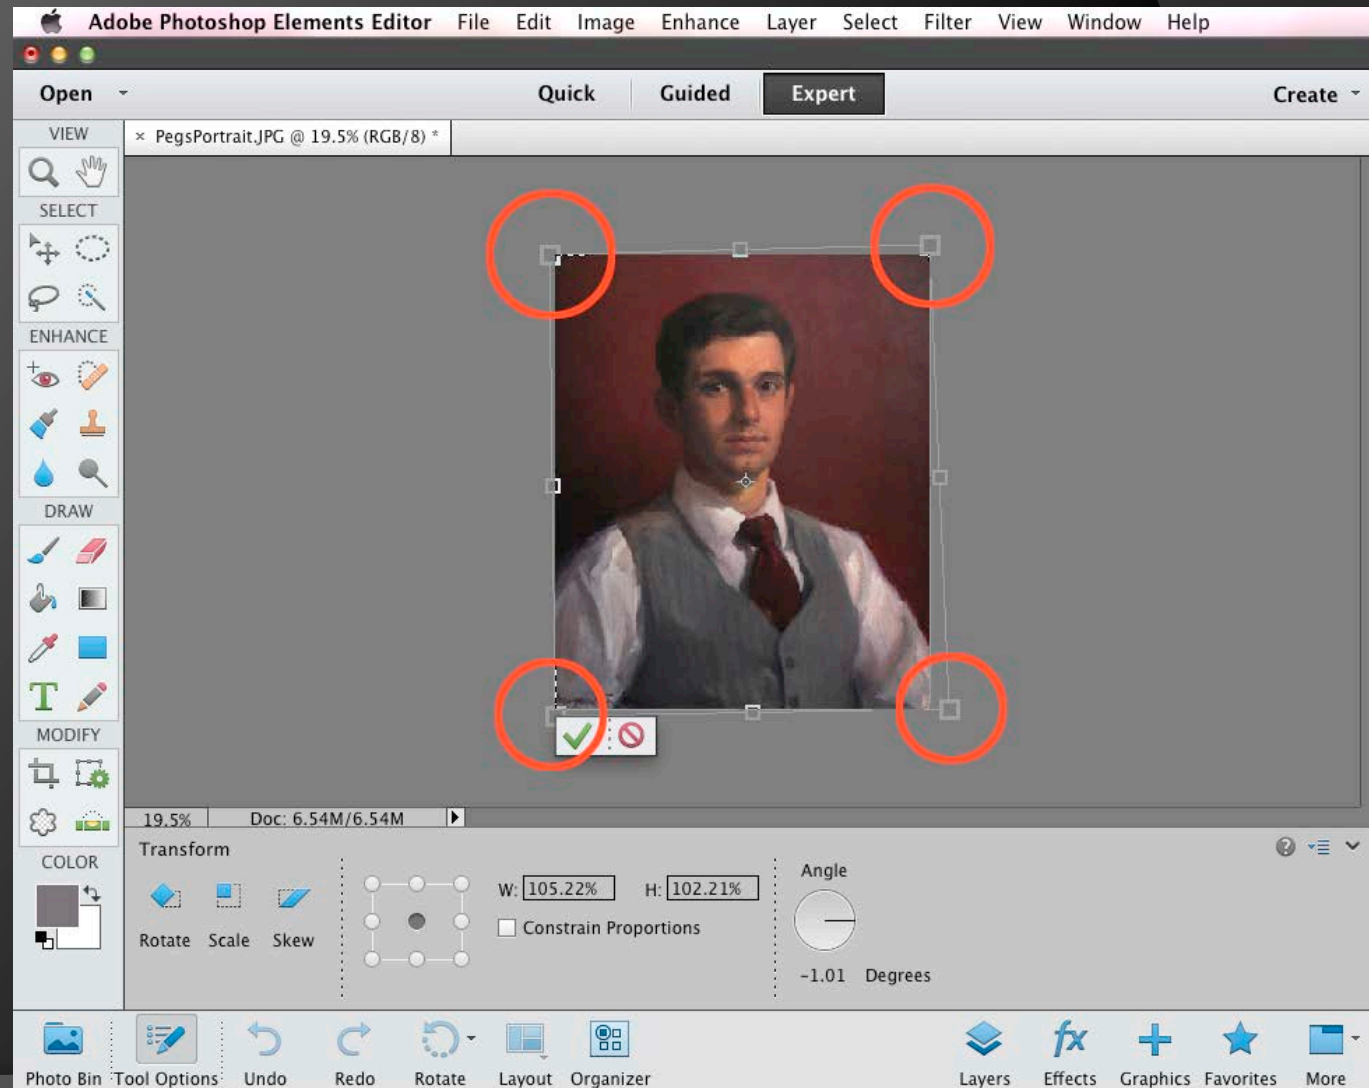 Adobe Photoshop Elements Editor File Edit Image Enhance Layer Select Filter View Window Help
Open Quick Guided Expert Create
VIEW
× PegsPortrait.JPG @ 19.5% (RGB/8) *
SELECT
ENHANCE
DRAW
T
MODIFY
19.5% Doc: 6.54M/6.54M
COLOR
Transform
Angle
W: 105.22% H: 102.21%
Constrain Proportions
Rotate Scale Skew
-1.01 Degrees
fx
Photo Bin Tool Options Undo Redo Rotate Layout Organizer Layers Effects Graphics Favorites More